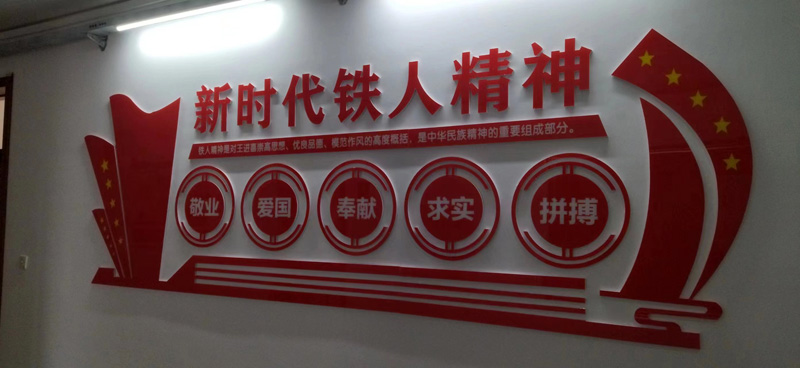 新时代铁人精神
铁人精神是对王进喜崇高思想、优良品德、模范作风的高度概括，是中华民族精神的重要组成部分。
敬业 爱国 奉献 求实 拼搏